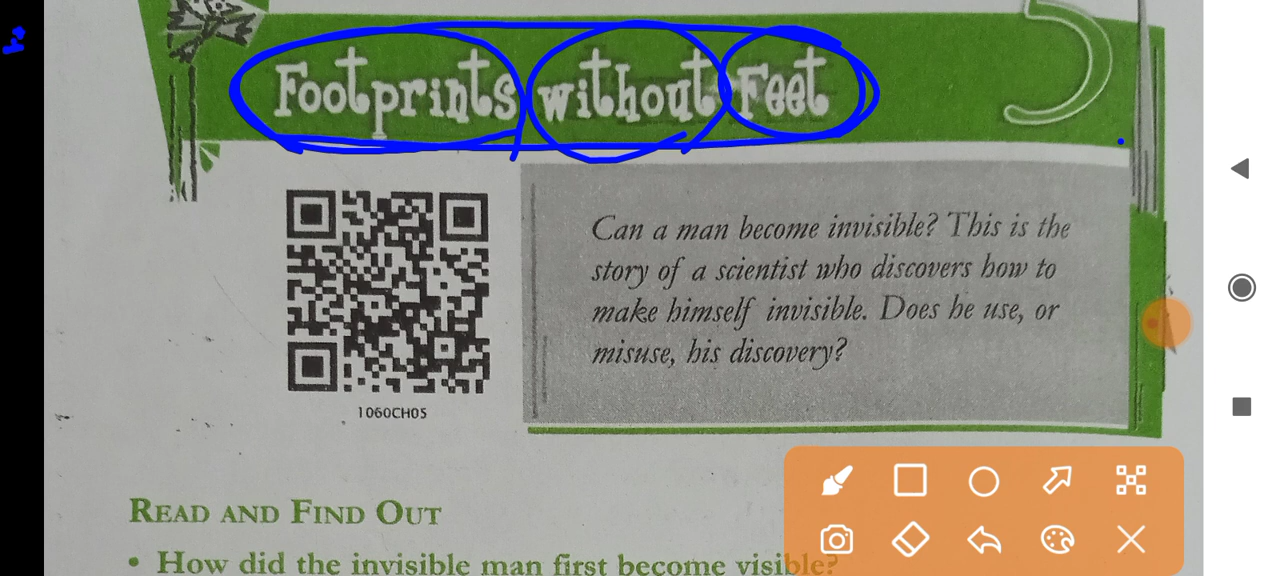 Footprints without Feet
5
Can a man become invisible? This is the
story of a scientist who discovers how to
make himself invisible. Does he use, or
misuse, his discovery?
1060CH05
READ AND FIND OUT
• How did the invisible man first become visible?